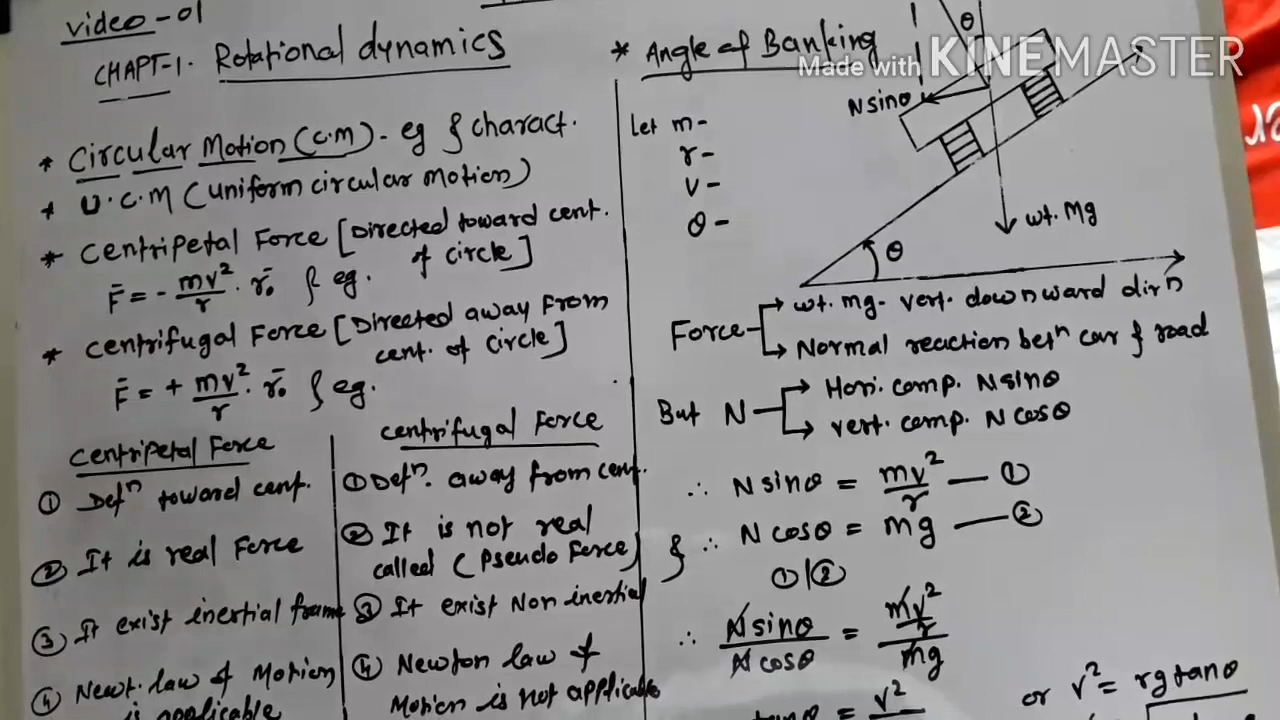 video-01
CHAPT-1. Rotational dynamics
* Circular Motion (C.M) - eg & charact.
* U.C.M (uniform circular motion)
* Centripetal Force [Directed toward cent. of circle]
F̄ = - mv²/r . r̄₀ & eg.
* Centrifugal Force [Directed away from cent. of circle]
F̄ = + mv²/r . r̄₀ & eg.
Centripetal Force
① Defⁿ toward cent.
② It is real Force
③ It exist inertial frame
④ Newt. law of Motion is applicable
Centrifugal Force
① Defⁿ. away from cent.
② It is not real called (Pseudo Force)
③ It exist Non inertial
④ Newton law of Motion is not applicable
* Angle of Banking
Made with KINEMASTER
Let m-
r-
v-
θ-
θ
N sinθ
wt. Mg
θ
Force → wt. mg- vert. downward dirⁿ
→ Normal reaction betⁿ car & road
But N → Hori. comp. N sinθ
→ vert. comp. N cosθ
∴ N sinθ = mv²/r — ①
& ∴ N cosθ = mg — ②
①/②
∴ N sinθ / N cosθ = mv²/r / mg
tanθ = v²
or v² = rg tanθ